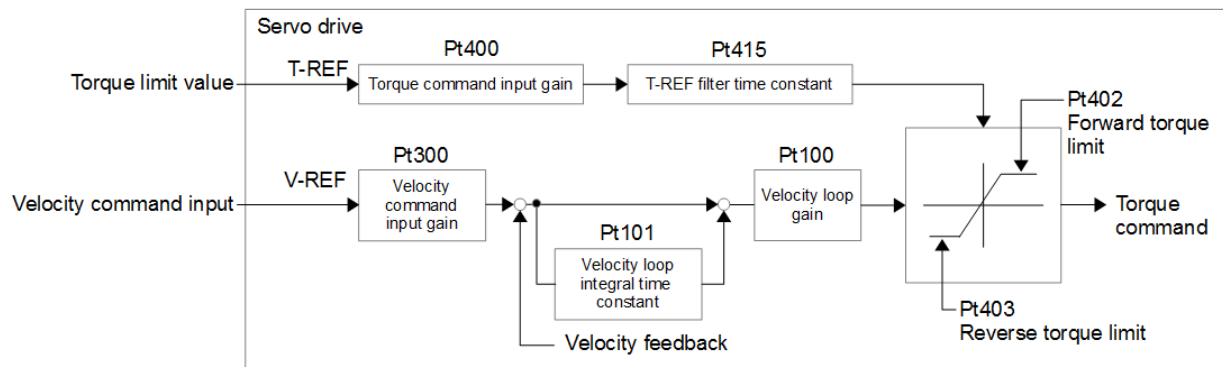 Servo drive
Pt400
Pt415
Torque limit value
T-REF
Torque command input gain
T-REF filter time constant
Pt402
Forward torque
limit
Pt300
Pt100
Velocity command input
V-REF
Velocity
command
input gain
Velocity loop
gain
Torque
command
Pt101
Velocity loop
integral time
constant
Pt403
Reverse torque limit
Velocity feedback